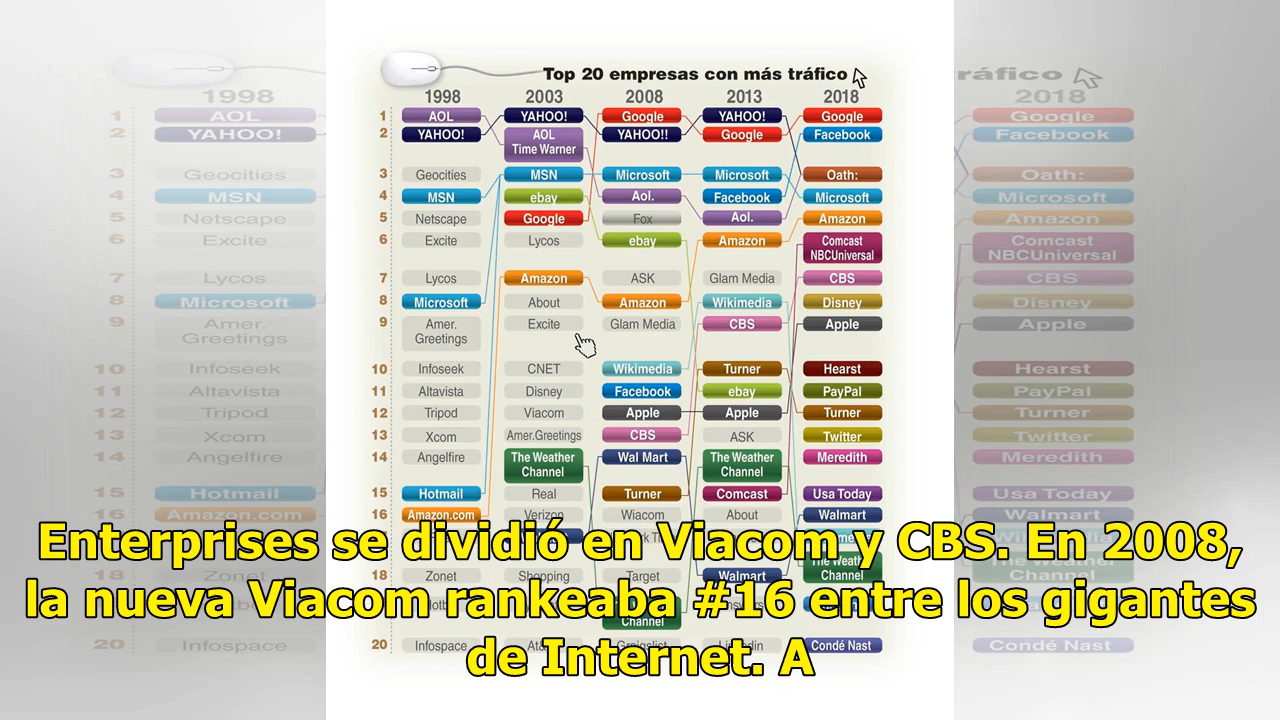 Top 20 empresas con más tráfico
1998 2003 2008 2013 2018
1 AOL YAHOO! Google YAHOO! Google
2 YAHOO! AOL Time Warner YAHOO!! Google Facebook
3 Geocities MSN Microsoft Microsoft Oath:
4 MSN ebay Aol. Facebook Microsoft
5 Netscape Google Fox Aol. Amazon
6 Excite Lycos ebay Amazon Comcast NBCUniversal
7 Lycos Amazon ASK Glam Media CBS
8 Microsoft About Amazon Wikimedia Disney
9 Amer. Greetings Excite Glam Media CBS Apple
10 Infoseek CNET Wikimedia Turner Hearst
11 Altavista Disney Facebook ebay PayPal
12 Tripod Viacom Apple Apple Turner
13 Xcom Amer.Greetings CBS ASK Twitter
14 Angelfire The Weather Channel Wal Mart The Weather Channel Meredith
15 Hotmail Real Turner Comcast Usa Today
16 Amazon.com Verizon Wiacom About Walmart
18 Zonet Shopping Target Walmart The Weather Channel
Channel
20 Infospace Craigslist Linkedin Condé Nast
Enterprises se dividió en Viacom y CBS. En 2008,
la nueva Viacom rankeaba #16 entre los gigantes
de Internet. A